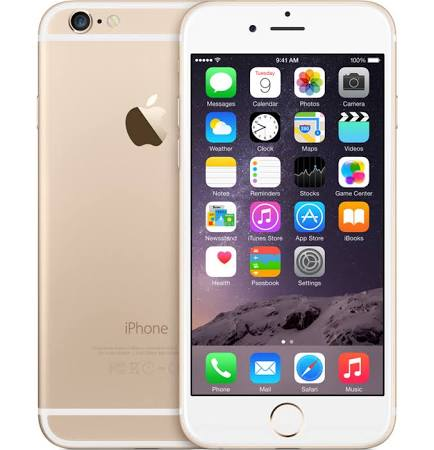 9:41 AM 100%
Tuesday
9
Messages Calendar Photos Camera
280
Weather Clock Maps Videos
Notes Reminders Stocks Game Center
Newsstand iTunes Store App Store iBooks
Health Passbook Settings
iPhone
Phone Mail Safari Music